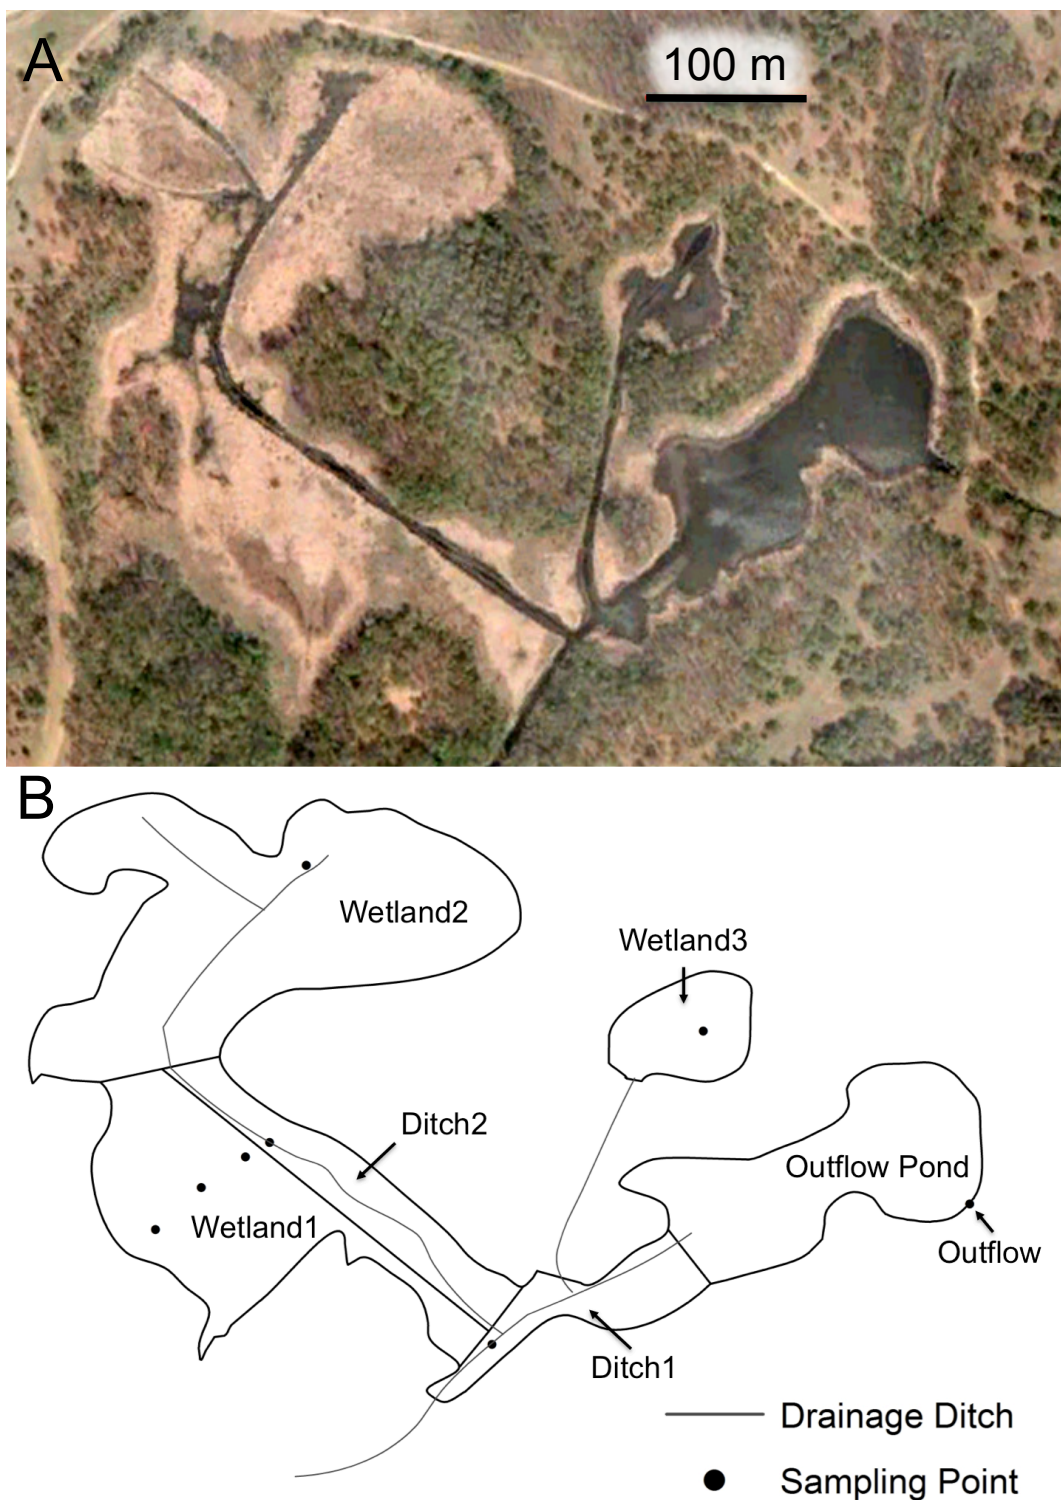 A
100 m
B
Wetland2
Wetland3
Ditch2
Outflow Pond
Wetland1
Outflow
Ditch1
Drainage Ditch
Sampling Point